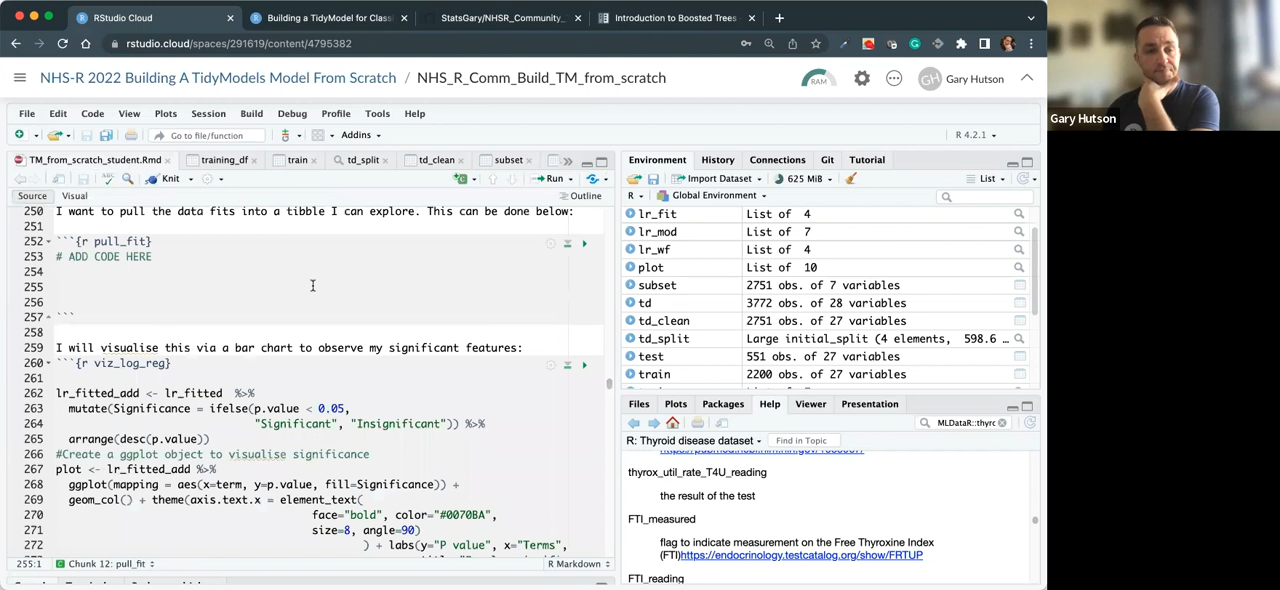 RStudio Cloud
Building a TidyModel for Class
StatsGary/NHSR_Community_
Introduction to Boosted Trees
rstudio.cloud/spaces/291619/content/4795382
NHS-R 2022 Building A TidyModels Model From Scratch / NHS_R_Comm_Build_TM_from_scratch
RAM
GH Gary Hutson
File Edit Code View Plots Session Build Debug Profile Tools Help
Go to file/function
Addins
R 4.2.1
TM_from_scratch_student.Rmd
training_df
train
td_split
td_clean
subset
Knit
Run
Source
Visual
Outline
250 I want to pull the data fits into a tibble I can explore. This can be done below:
251
252 ```{r pull_fit}
253 # ADD CODE HERE
254
255
256
257 ```
258
259 I will visualise this via a bar chart to observe my significant features:
260 ```{r viz_log_reg}
261
262 lr_fitted_add <- lr_fitted %>%
263 mutate(Significance = ifelse(p.value < 0.05,
264 "Significant", "Insignificant")) %>%
265 arrange(desc(p.value))
266 #Create a ggplot object to visualise significance
267 plot <- lr_fitted_add %>%
268 ggplot(mapping = aes(x=term, y=p.value, fill=Significance)) +
269 geom_col() + theme(axis.text.x = element_text(
270 face="bold", color="#0070BA",
271 size=8, angle=90)
272 ) + labs(y="P value", x="Terms",
255:1 Chunk 12: pull_fit
R Markdown
Environment History Connections Git Tutorial
Import Dataset
625 MiB
List
R
Global Environment
lr_fit List of 4
lr_mod List of 7
lr_wf List of 4
plot List of 10
subset 2751 obs. of 7 variables
td 3772 obs. of 28 variables
td_clean 2751 obs. of 27 variables
td_split Large initial_split (4 elements, 598.6 …
test 551 obs. of 27 variables
train 2200 obs. of 27 variables
Files Plots Packages Help Viewer Presentation
MLDataR::thyrc
R: Thyroid disease dataset
Find in Topic
thyrox_util_rate_T4U_reading
the result of the test
FTI_measured
flag to indicate measurement on the Free Thyroxine Index
(FTI)https://endocrinology.testcatalog.org/show/FRTUP
FTI_reading
Gary Hutson